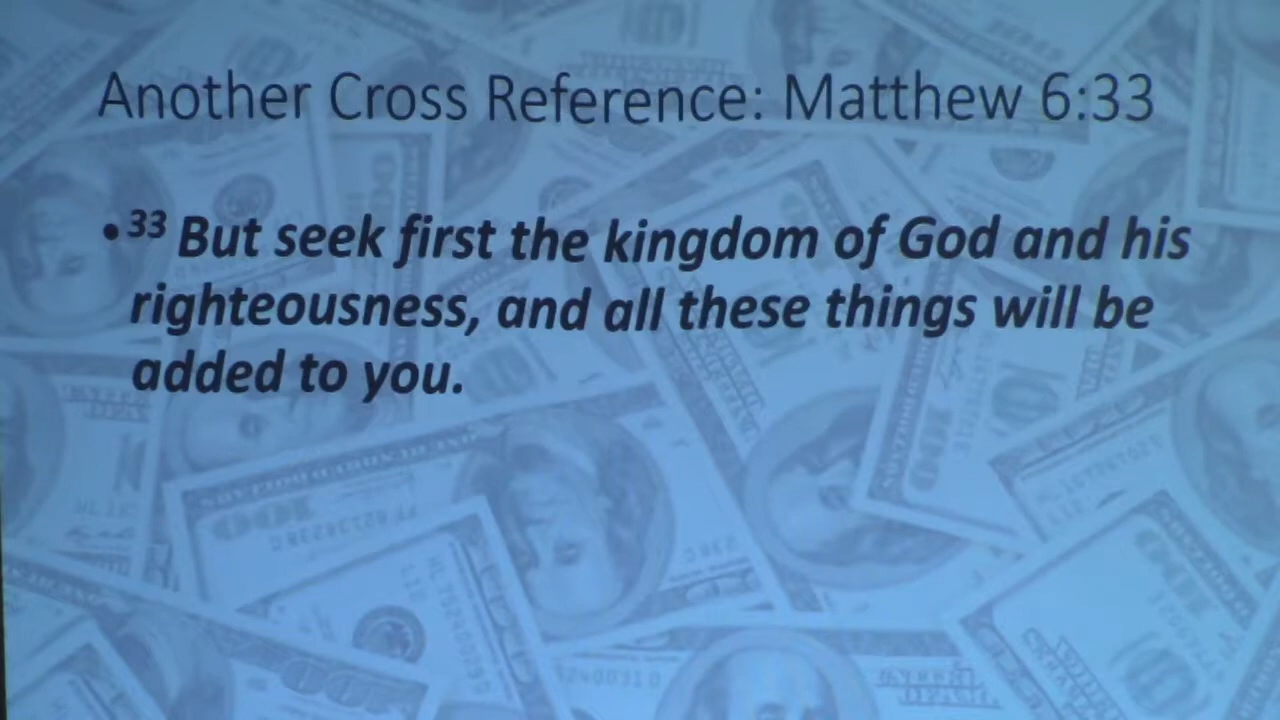 Another Cross Reference: Matthew 6:33
•33 But seek first the kingdom of God and his
righteousness, and all these things will be
added to you.